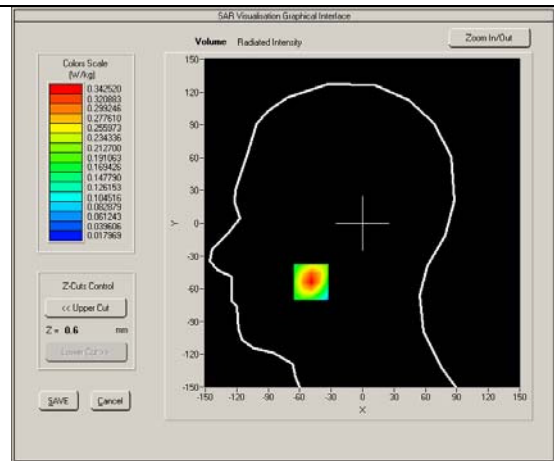 SAR Visualisation Graphical Interface
Volume Radiated Intensity
Zoom In/Out
Colors Scale
(W/kg)
0.342520
0.320883
0.299246
0.277610
0.255973
0.234336
0.212700
0.191063
0.169426
0.147790
0.126153
0.104516
0.082879
0.061243
0.039606
0.017969
Z-Cuts Control
<< Upper Cut
Z = 0.6 mm
Lower Cut >>
SAVE Cancel
150
120
90
60
30
0
-30
-60
-90
-120
-150
Y
-150 -120 -90 -60 -30 0 30 60 90 120 150
X